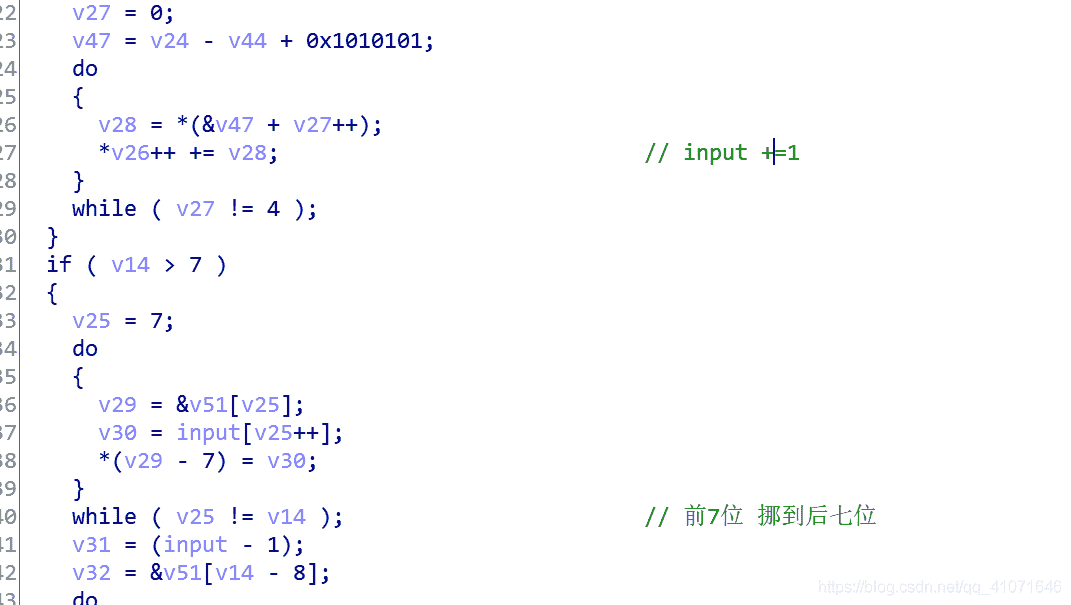 22 v27 = 0;
23 v47 = v24 - v44 + 0x1010101;
24 do
25 {
26 v28 = *(&v47 + v27++);
27 *v26++ += v28; // input +=1
28 }
29 while ( v27 != 4 );
30 }
31 if ( v14 > 7 )
32 {
33 v25 = 7;
34 do
35 {
36 v29 = &v51[v25];
37 v30 = input[v25++];
38 *(v29 - 7) = v30;
39 }
40 while ( v25 != v14 ); // 前7位 挪到后七位
41 v31 = (input - 1);
42 v32 = &v51[v14 - 8];
43 do
https://blog.csdn.net/qq_41071646